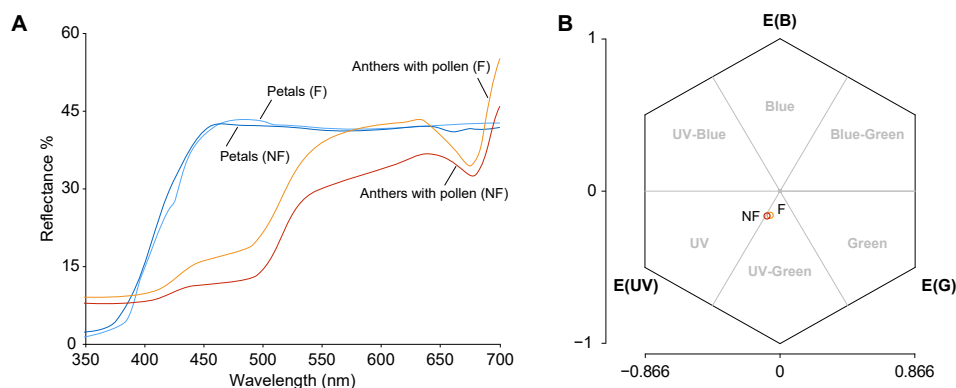 A
60
45
30
15
0
Reflectance %
350
400
450
500
550
600
650
700
Wavelength (nm)
Petals (F)
Petals (NF)
Anthers with pollen (F)
Anthers with pollen (NF)
B
E(B)
1
0
−1
Blue
UV-Blue
Blue-Green
NF
F
UV
Green
UV-Green
E(UV)
E(G)
−0.866
0
0.866